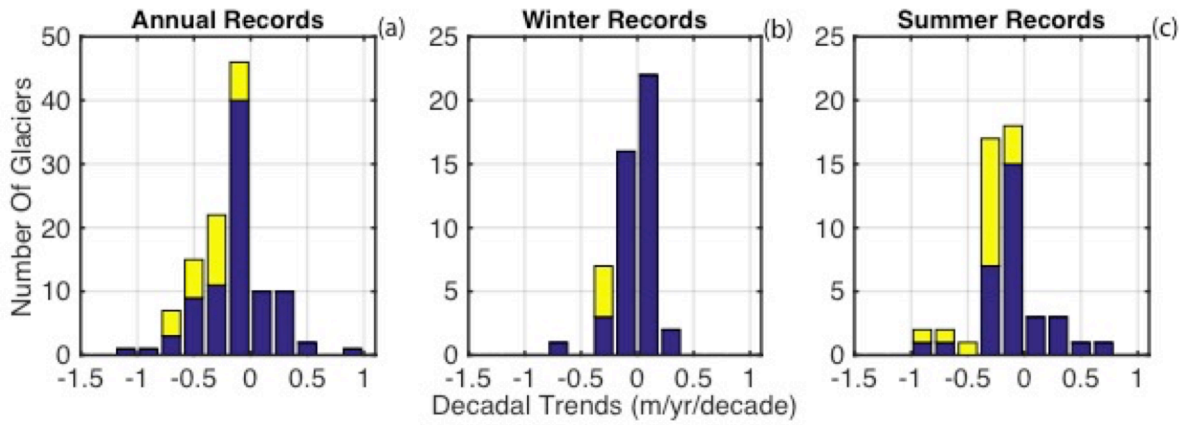 Annual Records
(a)
Winter Records
(b)
Summer Records
(c)
Number Of Glaciers
50
40
30
20
10
0
-1.5 -1 -0.5 0 0.5 1
25
20
15
10
5
0
-1.5 -1 -0.5 0 0.5 1
25
20
15
10
5
0
-1.5 -1 -0.5 0 0.5 1
Decadal Trends (m/yr/decade)